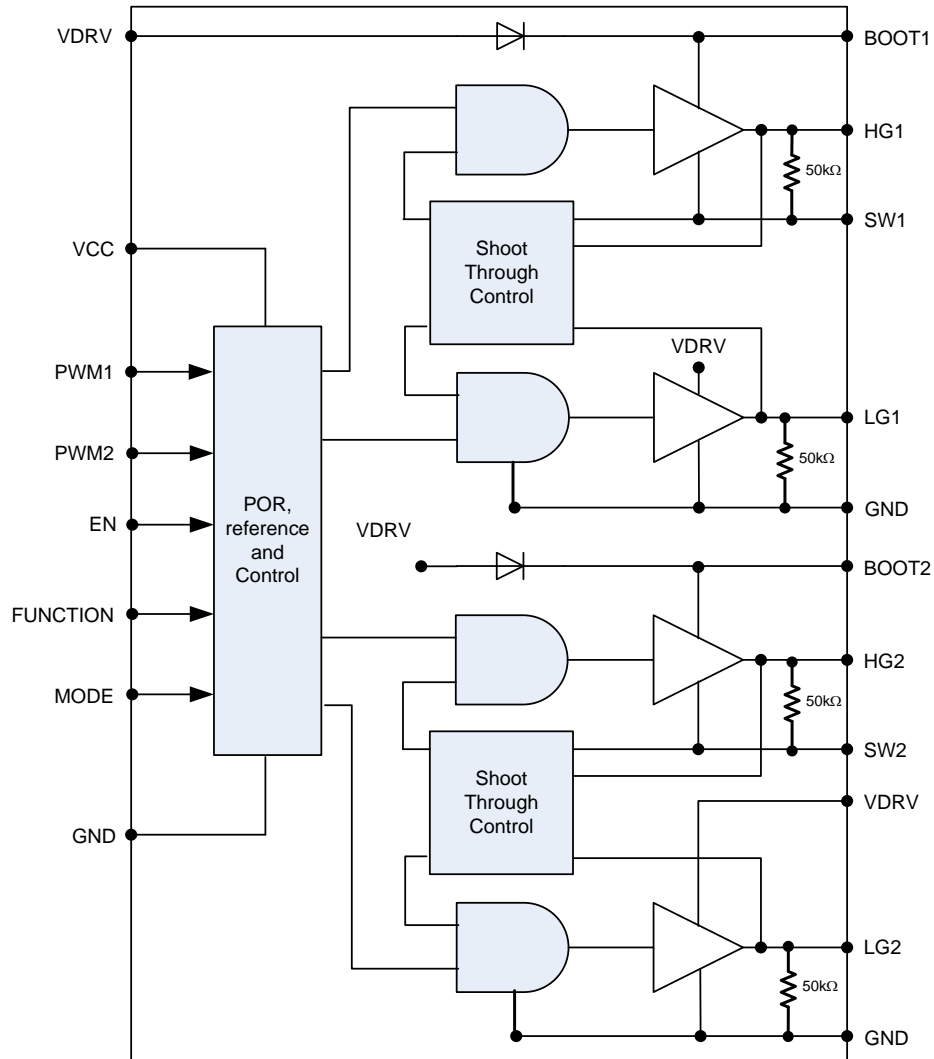 VDRV
BOOT1
HG1
50kΩ
SW1
VCC
Shoot
Through
Control
VDRV
PWM1
LG1
PWM2
50kΩ
POR,
reference
and
Control
GND
EN
VDRV
BOOT2
FUNCTION
HG2
MODE
50kΩ
SW2
Shoot
Through
Control
VDRV
GND
LG2
50kΩ
GND